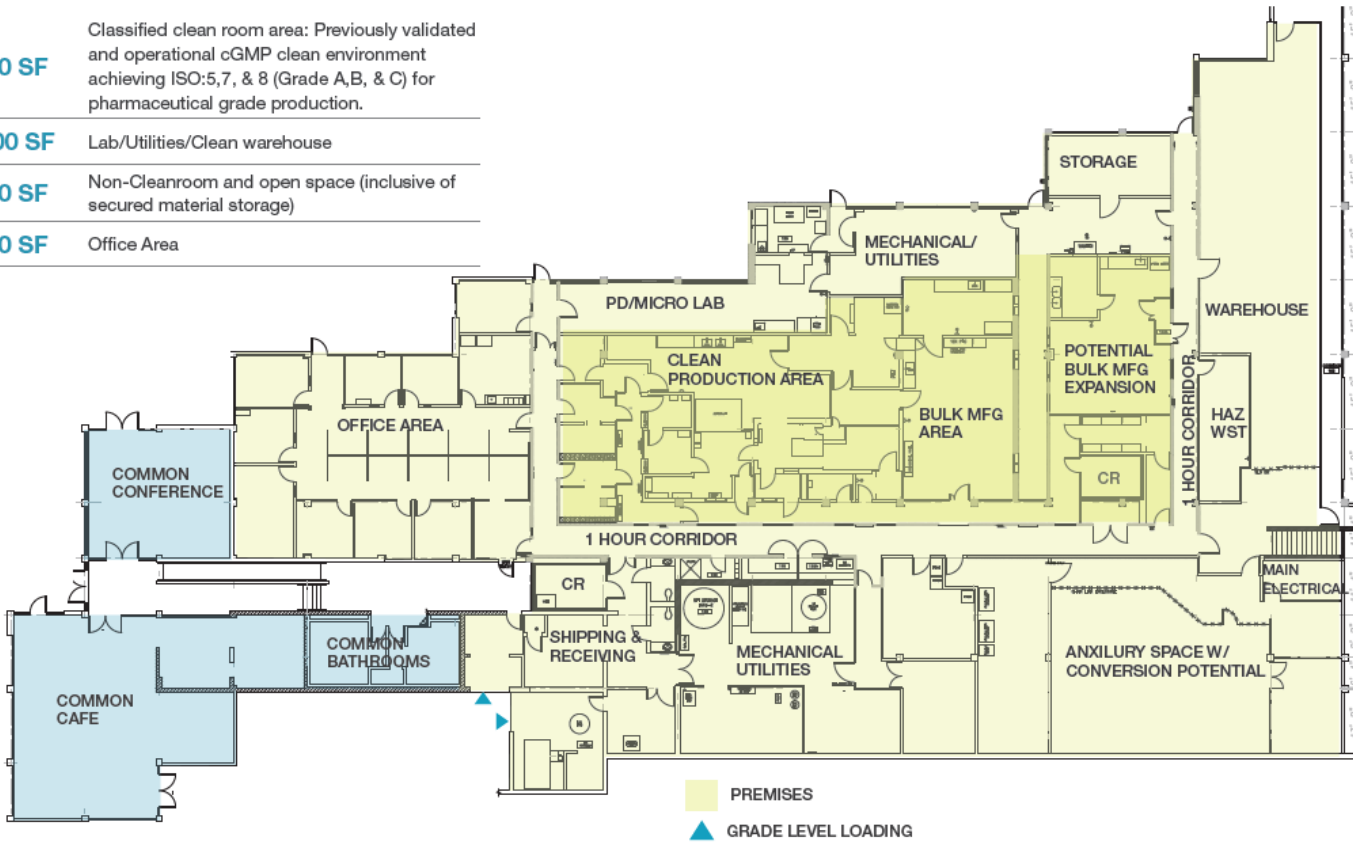 0 SF
Classified clean room area: Previously validated
and operational cGMP clean environment
achieving ISO:5,7, & 8 (Grade A,B, & C) for
pharmaceutical grade production.
00 SF
Lab/Utilities/Clean warehouse
0 SF
Non-Cleanroom and open space (inclusive of
secured material storage)
0 SF
Office Area
STORAGE
MECHANICAL/
UTILITIES
PD/MICRO LAB
WAREHOUSE
CLEAN
PRODUCTION AREA
POTENTIAL
BULK MFG
EXPANSION
BULK MFG
AREA
OFFICE AREA
HAZ
WST
1 HOUR CORRIDOR
COMMON
CONFERENCE
CR
1 HOUR CORRIDOR
CR
MAIN
ELECTRICAL
SHIPPING &
RECEIVING
COMMON
BATHROOMS
MECHANICAL
UTILITIES
ANXILURY SPACE W/
CONVERSION POTENTIAL
COMMON
CAFE
PREMISES
GRADE LEVEL LOADING